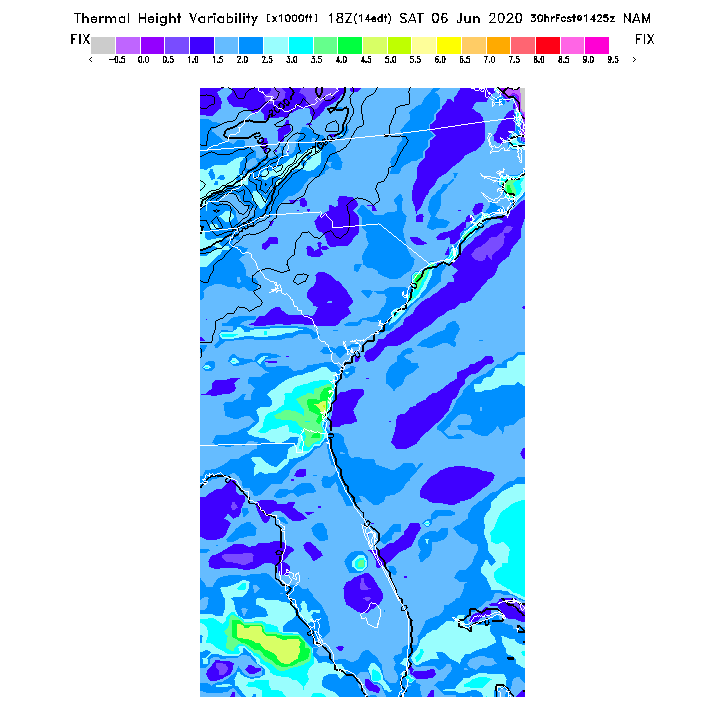 Thermal Height Variability [x1000ft] 18Z(14edt) SAT 06 Jun 2020 30hrFcst@1425z NAM
FIX FIX
< -0.5 0.0 0.5 1.0 1.5 2.0 2.5 3.0 3.5 4.0 4.5 5.0 5.5 6.0 6.5 7.0 7.5 8.0 8.5 9.0 9.5 >